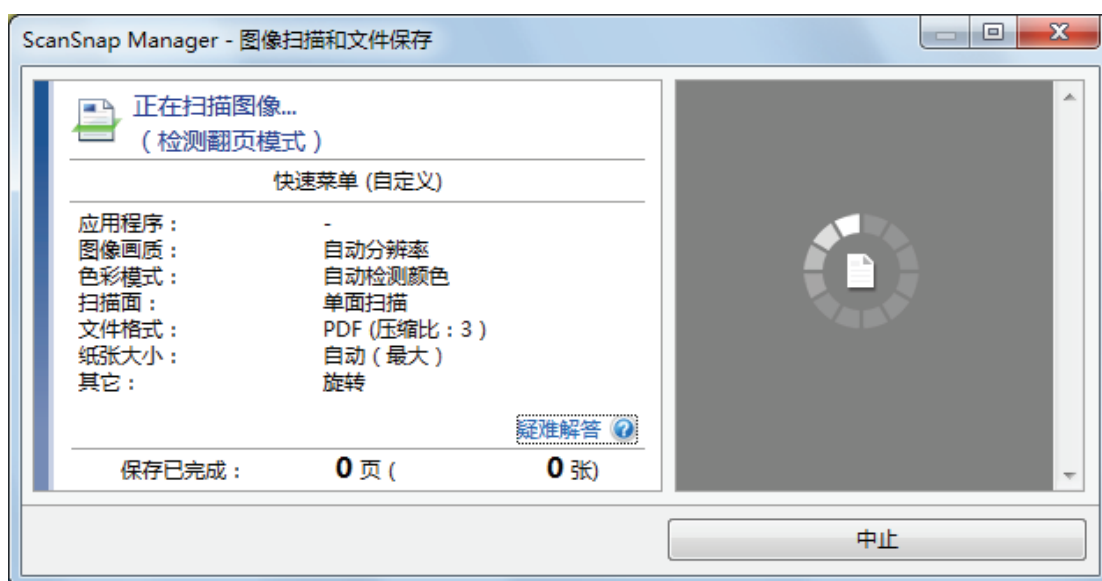 ScanSnap Manager - 图像扫描和文件保存
正在扫描图像...
（检测翻页模式）
快速菜单 (自定义)
应用程序： -
图像画质： 自动分辨率
色彩模式： 自动检测颜色
扫描面： 单面扫描
文件格式： PDF (压缩比：3）
纸张大小： 自动（最大）
其它： 旋转
疑难解答 ?
保存已完成： 0 页 ( 0 张)
中止